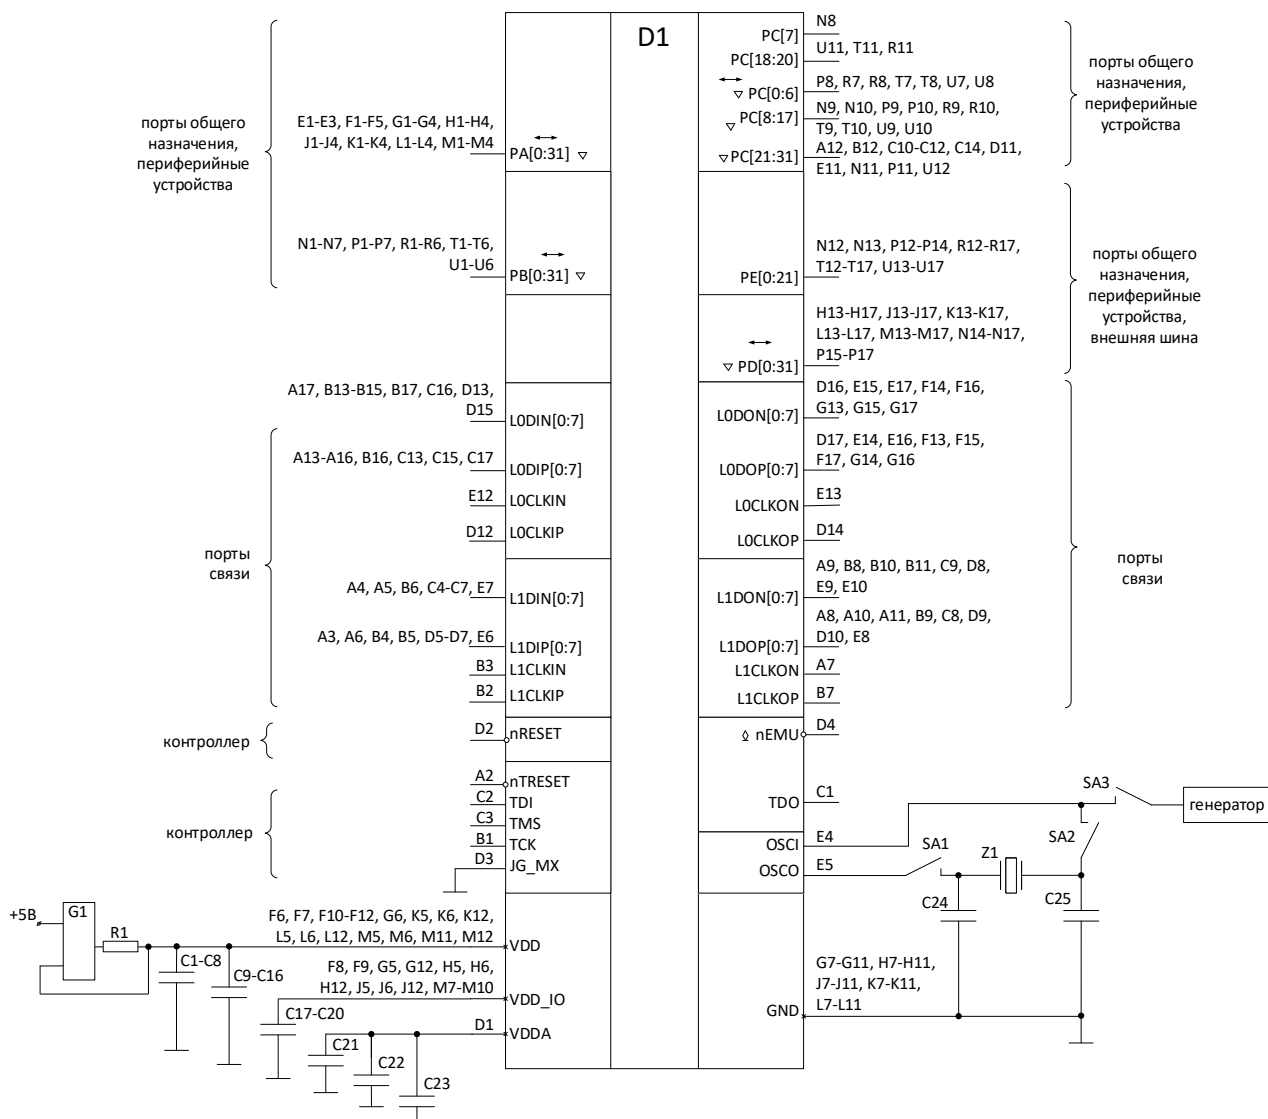 D1
порты общего
назначения,
периферийные
устройства
E1-E3, F1-F5, G1-G4, H1-H4,
J1-J4, K1-K4, L1-L4, M1-M4
PA[0:31]
N1-N7, P1-P7, R1-R6, T1-T6,
U1-U6
PB[0:31]
A17, B13-B15, B17, C16, D13,
D15
L0DIN[0:7]
A13-A16, B16, C13, C15, C17
L0DIP[0:7]
E12
L0CLKIN
D12
L0CLKIP
порты
связи
A4, A5, B6, C4-C7, E7
L1DIN[0:7]
A3, A6, B4, B5, D5-D7, E6
L1DIP[0:7]
B3
L1CLKIN
B2
L1CLKIP
контроллер
D2
nRESET
A2
nTRESET
C2
TDI
C3
TMS
контроллер
B1
TCK
D3
JG_MX
+5В
G1
R1
F6, F7, F10-F12, G6, K5, K6, K12,
L5, L6, L12, M5, M6, M11, M12
VDD
C1-C8
C9-C16
F8, F9, G5, G12, H5, H6,
H12, J5, J6, J12, M7-M10
VDD_IO
C17-C20
D1
VDDA
C21
C22
C23
N8
PC[7]
U11, T11, R11
PC[18:20]
P8, R7, R8, T7, T8, U7, U8
PC[0:6]
N9, N10, P9, P10, R9, R10,
T9, T10, U9, U10
PC[8:17]
A12, B12, C10-C12, C14, D11,
E11, N11, P11, U12
PC[21:31]
порты общего
назначения,
периферийные
устройства
N12, N13, P12-P14, R12-R17,
T12-T17, U13-U17
PE[0:21]
H13-H17, J13-J17, K13-K17,
L13-L17, M13-M17, N14-N17,
P15-P17
PD[0:31]
порты общего
назначения,
периферийные
устройства,
внешняя шина
D16, E15, E17, F14, F16,
G13, G15, G17
L0DON[0:7]
D17, E14, E16, F13, F15,
F17, G14, G16
L0DOP[0:7]
E13
L0CLKON
D14
L0CLKOP
A9, B8, B10, B11, C9, D8,
E9, E10
L1DON[0:7]
A8, A10, A11, B9, C8, D9,
D10, E8
L1DOP[0:7]
A7
L1CLKON
B7
L1CLKOP
порты
связи
D4
nEMU
C1
TDO
E4
OSCI
E5
OSCO
SA1
Z1
SA2
SA3
генератор
C24
C25
G7-G11, H7-H11,
J7-J11, K7-K11,
L7-L11
GND